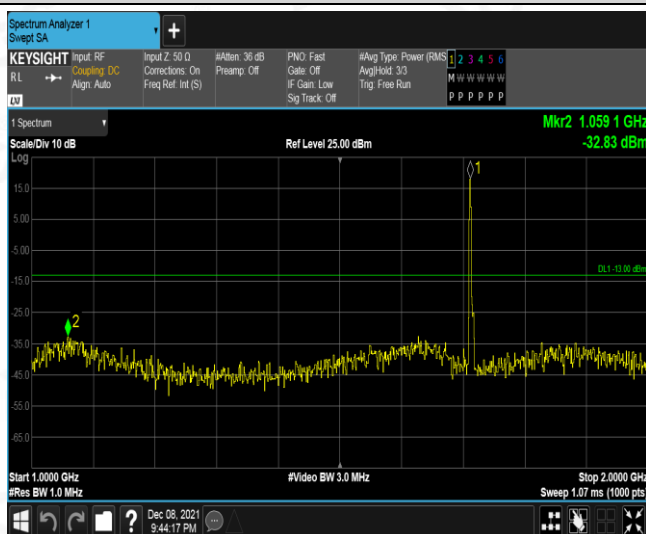 Spectrum Analyzer 1
Swept SA
+
KEYSIGHT
RL
LXI
Input: RF
Coupling: DC
Align: Auto
Input Z: 50 Ω
Corrections: On
Freq Ref: Int (S)
#Atten: 36 dB
Preamp: Off
PNO: Fast
Gate: Off
IF Gain: Low
Sig Track: Off
#Avg Type: Power (RMS
Avg|Hold: 3/3
Trig: Free Run
1 2 3 4 5 6
M W W W W W
P P P P P P
1 Spectrum
Mkr2 1.059 1 GHz
-32.83 dBm
Scale/Div 10 dB
Ref Level 25.00 dBm
Log
15.0
5.00
-5.00
-15.0
-25.0
-35.0
-45.0
-55.0
-65.0
1
DL1 -13.00 dBm
2
Start 1.0000 GHz
#Video BW 3.0 MHz
Stop 2.0000 GHz
#Res BW 1.0 MHz
Sweep 1.07 ms (1000 pts)
?
Dec 08, 2021
9:44:17 PM